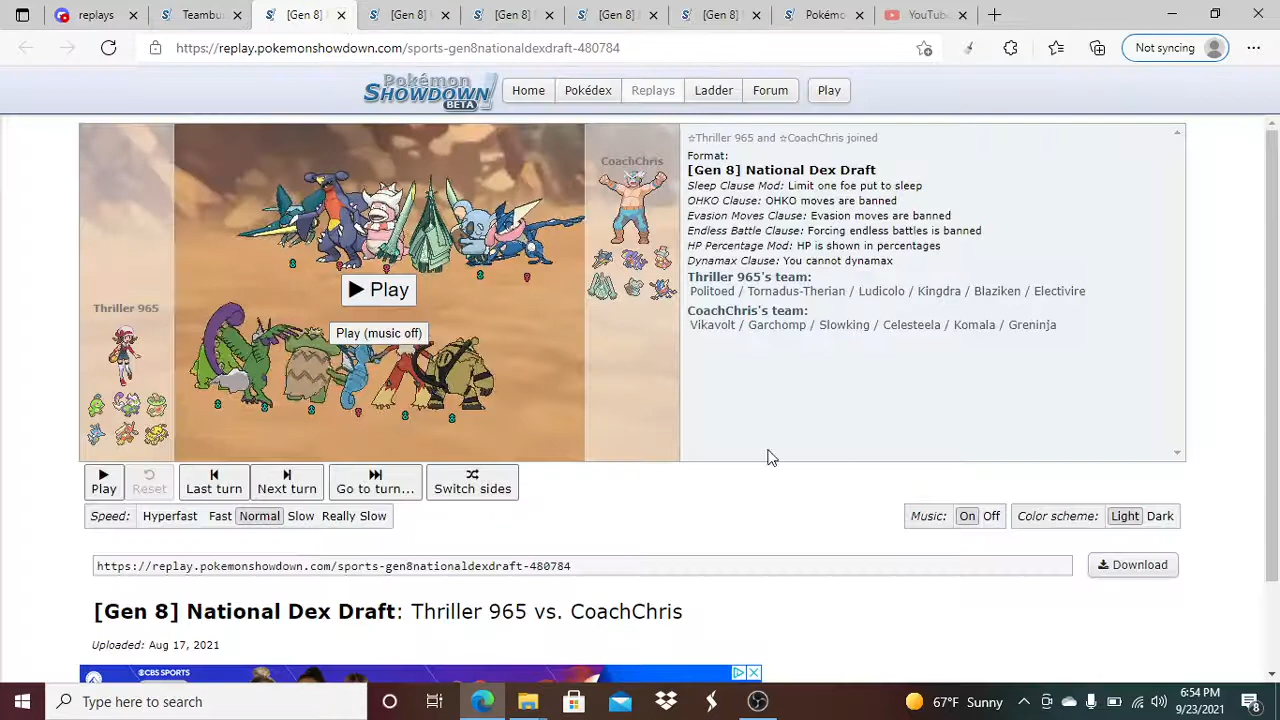 replays
Teambu
[Gen 8]
[Gen 8]
[Gen 8]
[Gen 8]
[Gen 8]
Pokémo
YouTube
https://replay.pokemonshowdown.com/sports-gen8nationaldexdraft-480784
Not syncing
Pokémon
SHOWDOWN!
BETA
Home
Pokédex
Replays
Ladder
Forum
Play
☆Thriller 965 and ☆CoachChris joined
Format:
[Gen 8] National Dex Draft
Sleep Clause Mod: Limit one foe put to sleep
OHKO Clause: OHKO moves are banned
Evasion Moves Clause: Evasion moves are banned
Endless Battle Clause: Forcing endless battles is banned
HP Percentage Mod: HP is shown in percentages
Dynamax Clause: You cannot dynamax
Thriller 965's team:
Politoed / Tornadus-Therian / Ludicolo / Kingdra / Blaziken / Electivire
CoachChris's team:
Vikavolt / Garchomp / Slowking / Celesteela / Komala / Greninja
CoachChris
Thriller 965
Play
Play (music off)
Play
Reset
Last turn
Next turn
Go to turn...
Switch sides
Speed: Hyperfast Fast Normal Slow Really Slow
Music: On Off
Color scheme: Light Dark
https://replay.pokemonshowdown.com/sports-gen8nationaldexdraft-480784
Download
[Gen 8] National Dex Draft: Thriller 965 vs. CoachChris
Uploaded: Aug 17, 2021
CBS SPORTS
Type here to search
67°F Sunny
6:54 PM
9/23/2021
8